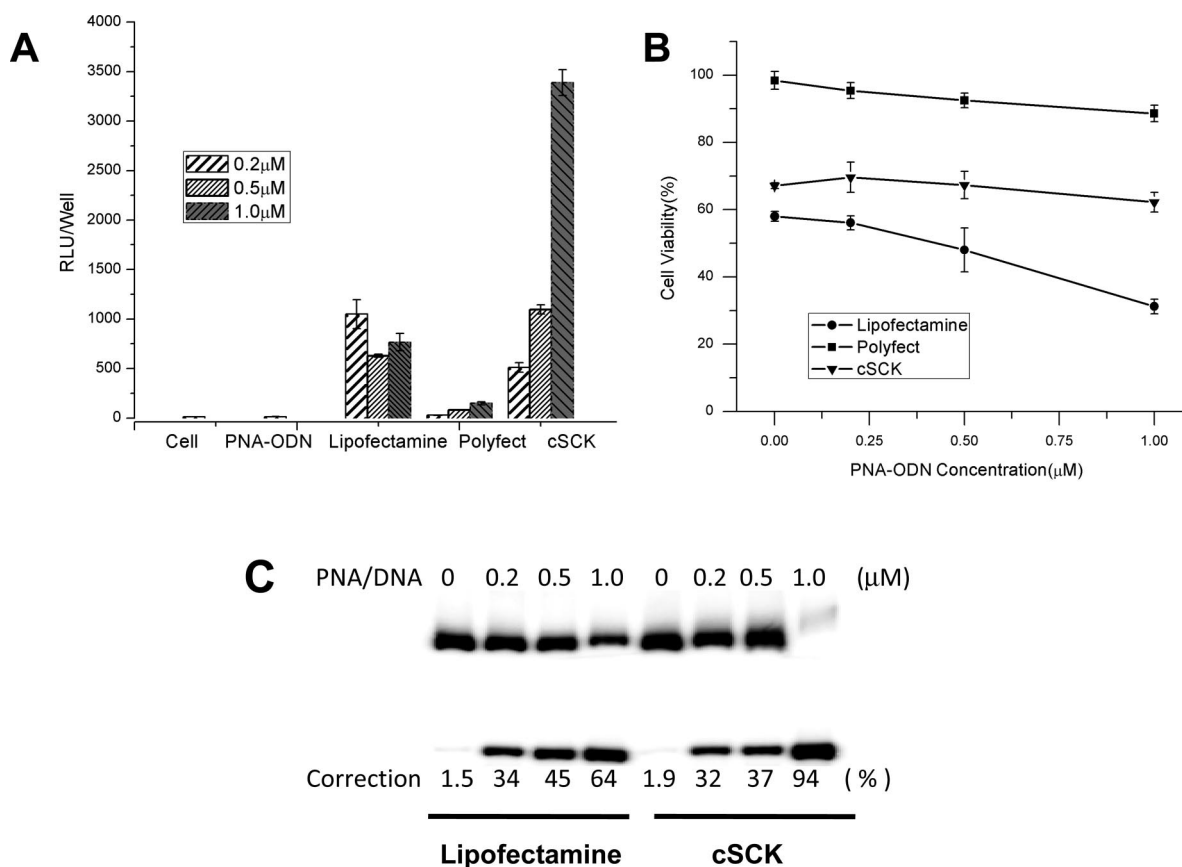 A
4000
3500
3000
2500
2000
1500
1000
500
0
RLU/Well
0.2μM
0.5μM
1.0μM
Cell PNA-ODN Lipofectamine Polyfect cSCK
B
100
80
60
40
20
0
Cell Viability(%)
Lipofectamine
Polyfect
cSCK
0.00 0.25 0.50 0.75 1.00
PNA-ODN Concentration(μM)
C
PNA/DNA 0 0.2 0.5 1.0 0 0.2 0.5 1.0 (μM)
Correction 1.5 34 45 64 1.9 32 37 94 ( % )
Lipofectamine cSCK